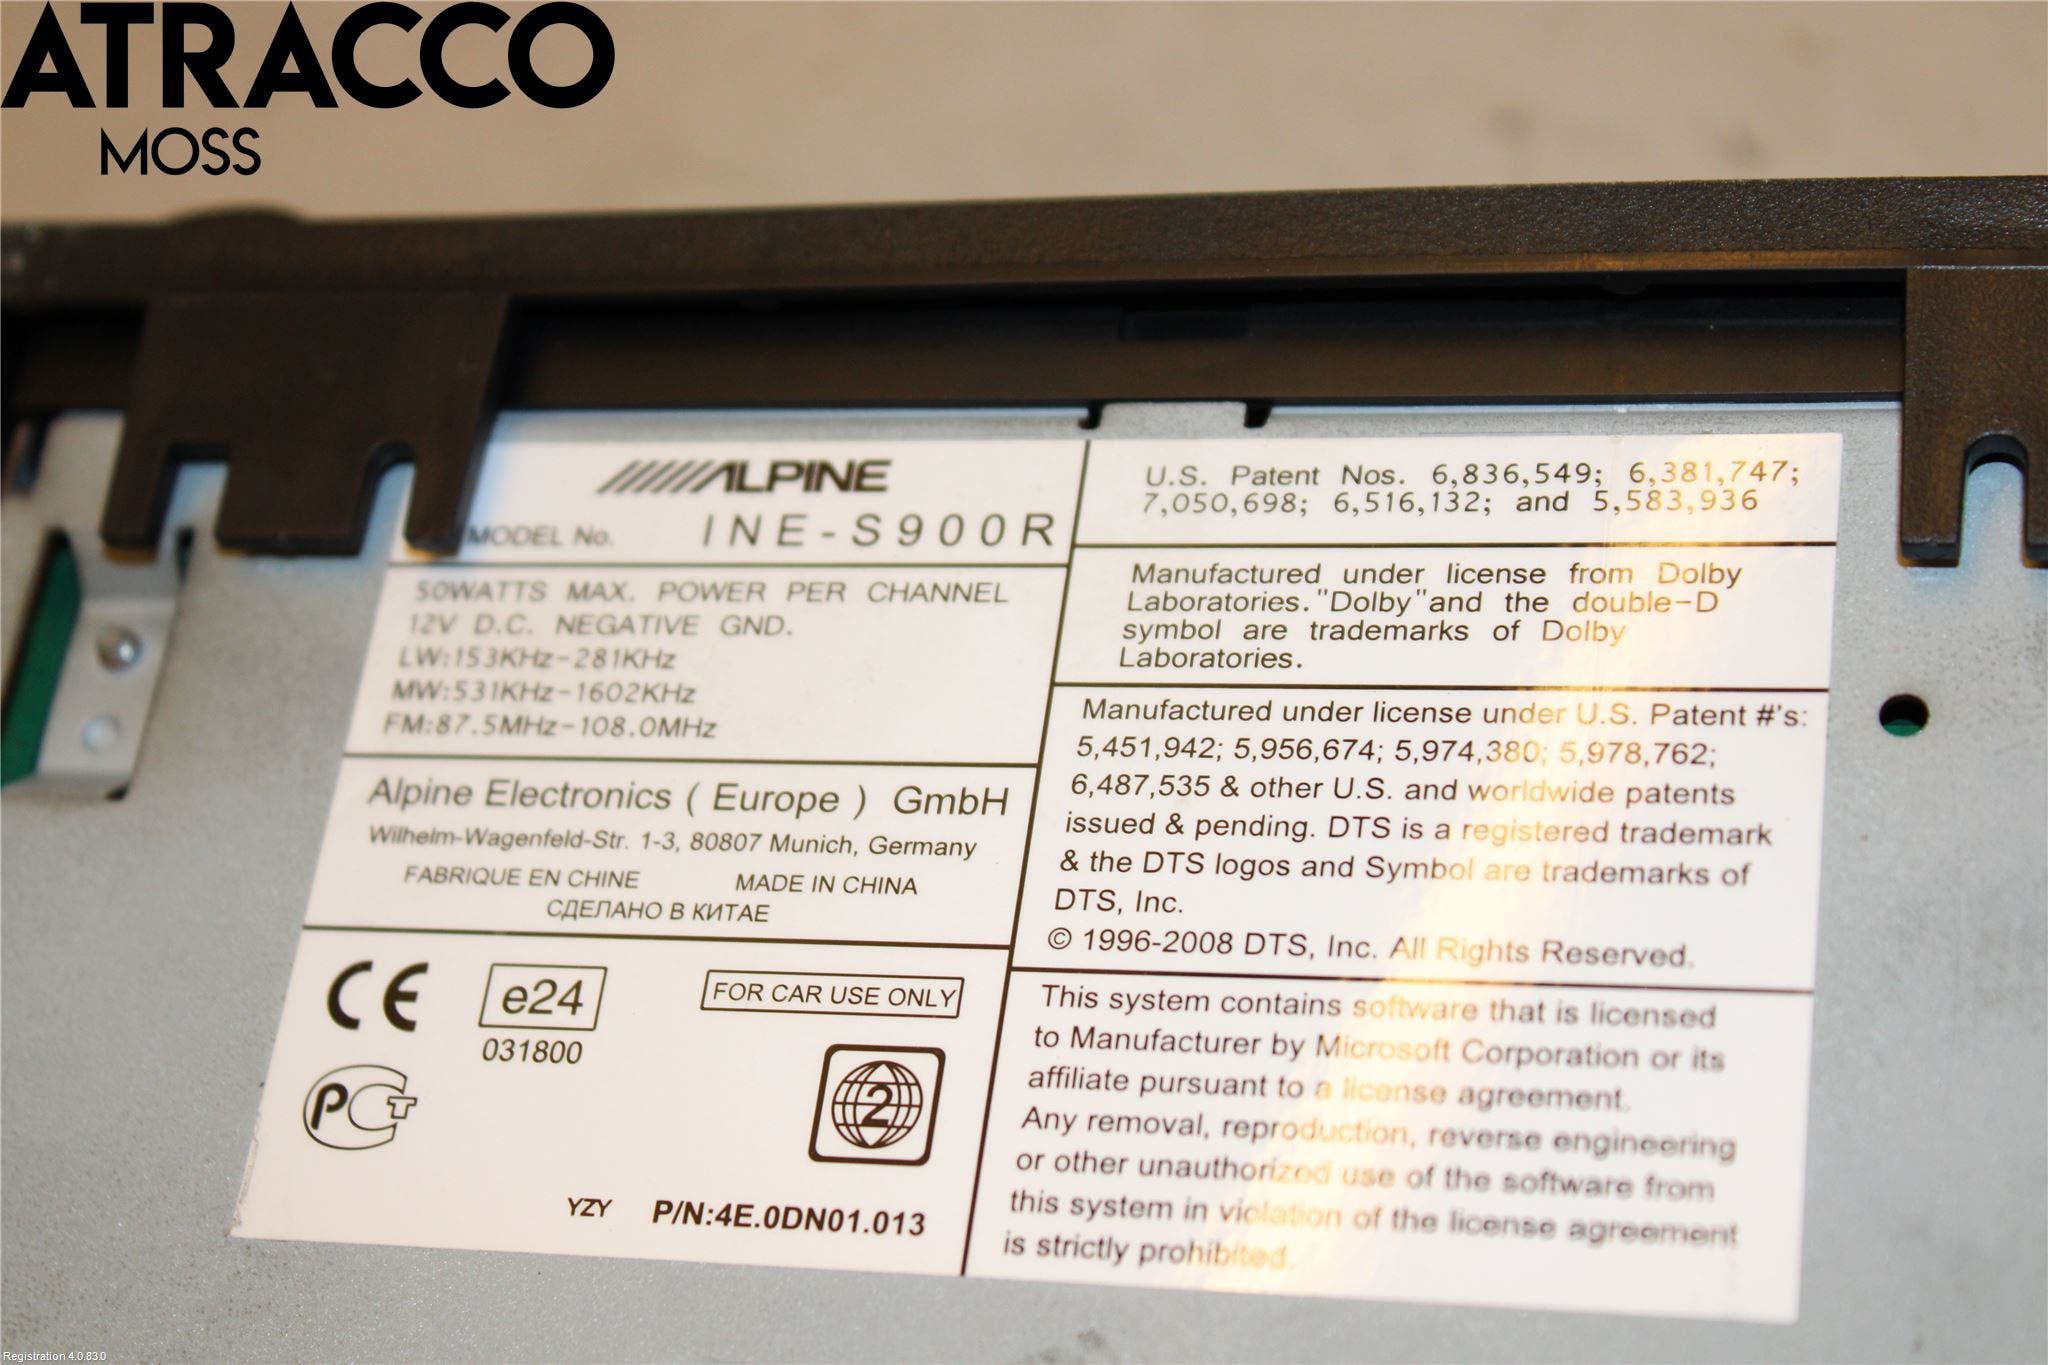 ATRACCO
MOSS
ALPINE
MODEL No. INE-S900R
50WATTS MAX. POWER PER CHANNEL
12V D.C. NEGATIVE GND.
LW:153KHz-281KHz
MW:531KHz-1602KHz
FM:87.5MHz-108.0MHz
Alpine Electronics ( Europe ) GmbH
Wilhelm-Wagenfeld-Str. 1-3, 80807 Munich, Germany
FABRIQUE EN CHINE MADE IN CHINA
СДЕЛАНО В КИТАЕ
CE e24 FOR CAR USE ONLY
031800
РСТ
2
YZY P/N:4E.0DN01.013
U.S. Patent Nos. 6,836,549; 6,381,747;
7,050,698; 6,516,132; and 5,583,936
Manufactured under license from Dolby
Laboratories."Dolby"and the double-D
symbol are trademarks of Dolby
Laboratories.
Manufactured under license under U.S. Patent #'s:
5,451,942; 5,956,674; 5,974,380; 5,978,762;
6,487,535 & other U.S. and worldwide patents
issued & pending. DTS is a registered trademark
& the DTS logos and Symbol are trademarks of
DTS, Inc.
© 1996-2008 DTS, Inc. All Rights Reserved.
This system contains software that is licensed
to Manufacturer by Microsoft Corporation or its
affiliate pursuant to a license agreement.
Any removal, reproduction, reverse engineering
or other unauthorized use of the software from
this system in violation of the license agreement
is strictly prohibited.
Registration 4.0.83.0